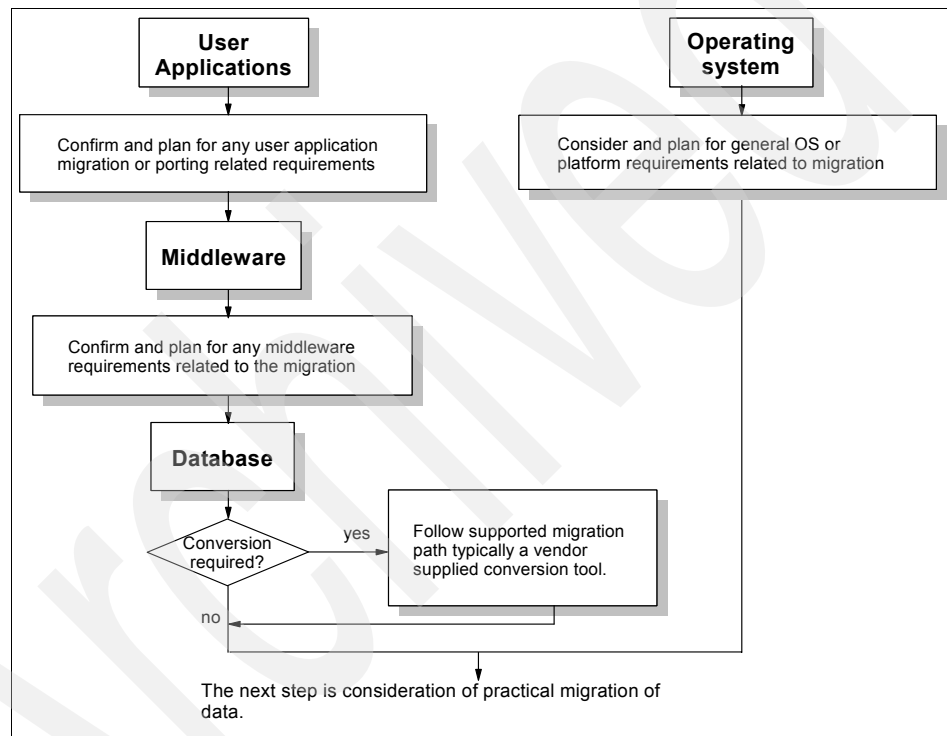 User
Applications
Confirm and plan for any user application
migration or porting related requirements
Middleware
Confirm and plan for any middleware
requirements related to the migration
Database
Conversion
required?
yes
no
Follow supported migration
path typically a vendor
supplied conversion tool.
Operating
system
Consider and plan for general OS or
platform requirements related to migration
The next step is consideration of practical migration of
data.
Archived